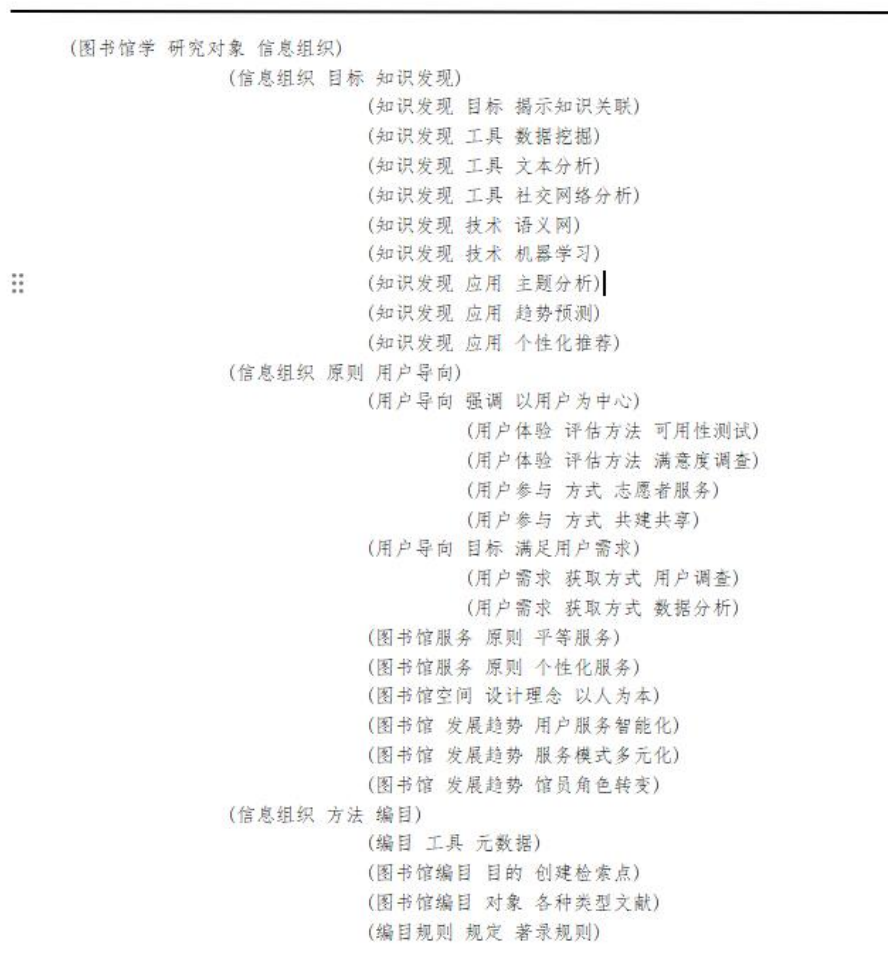 (图书馆学 研究对象 信息组织)
(信息组织 目标 知识发现)
(知识发现 目标 揭示知识关联)
(知识发现 工具 数据挖掘)
(知识发现 工具 文本分析)
(知识发现 工具 社交网络分析)
(知识发现 技术 语义网)
(知识发现 技术 机器学习)
(知识发现 应用 主题分析)
(知识发现 应用 趋势预测)
(知识发现 应用 个性化推荐)
(信息组织 原则 用户导向)
(用户导向 强调 以用户为中心)
(用户体验 评估方法 可用性测试)
(用户体验 评估方法 满意度调查)
(用户参与 方式 志愿者服务)
(用户参与 方式 共建共享)
(用户导向 目标 满足用户需求)
(用户需求 获取方式 用户调查)
(用户需求 获取方式 数据分析)
(图书馆服务 原则 平等服务)
(图书馆服务 原则 个性化服务)
(图书馆空间 设计理念 以人为本)
(图书馆 发展趋势 用户服务智能化)
(图书馆 发展趋势 服务模式多元化)
(图书馆 发展趋势 馆员角色转变)
(信息组织 方法 编目)
(编目 工具 元数据)
(图书馆编目 目的 创建检索点)
(图书馆编目 对象 各种类型文献)
(编目规则 规定 著录规则)